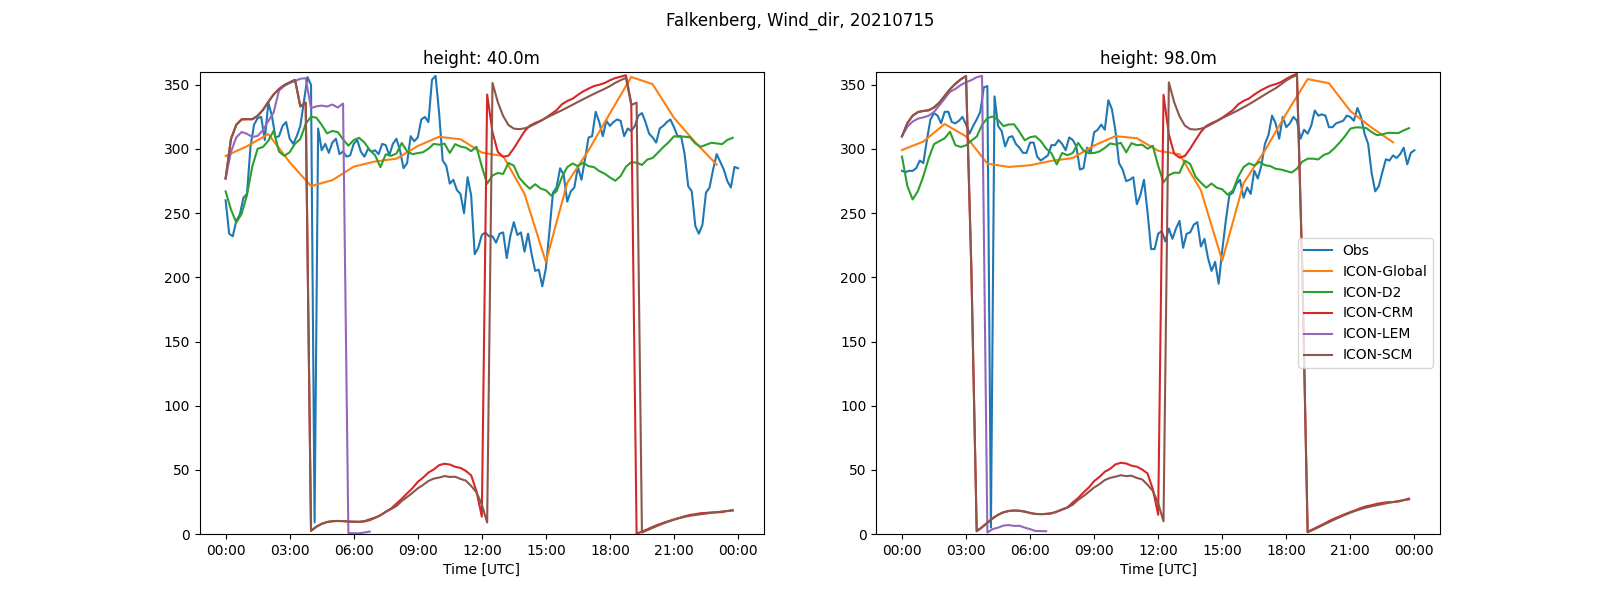 Falkenberg, Wind_dir, 20210715
height: 40.0m
350
300
250
200
150
100
50
0
00:00 03:00 06:00 09:00 12:00 15:00 18:00 21:00 00:00
Time [UTC]
height: 98.0m
350
300
250
200
150
100
50
0
Obs
ICON-Global
ICON-D2
ICON-CRM
ICON-LEM
ICON-SCM
00:00 03:00 06:00 09:00 12:00 15:00 18:00 21:00 00:00
Time [UTC]